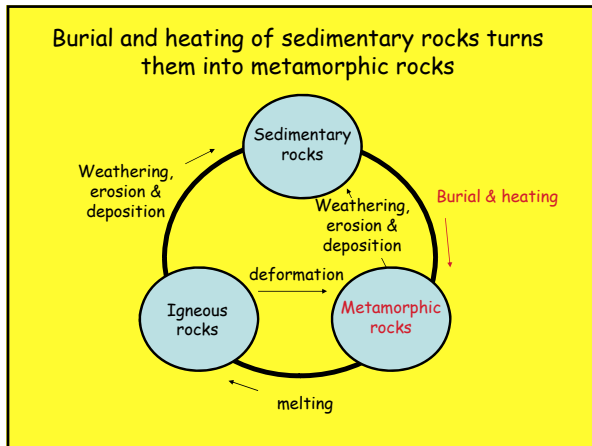 Burial and heating of sedimentary rocks turns
them into metamorphic rocks
Sedimentary
rocks
Weathering,
erosion &
deposition
Weathering,
erosion &
deposition
Burial & heating
deformation
Igneous
rocks
Metamorphic
rocks
melting